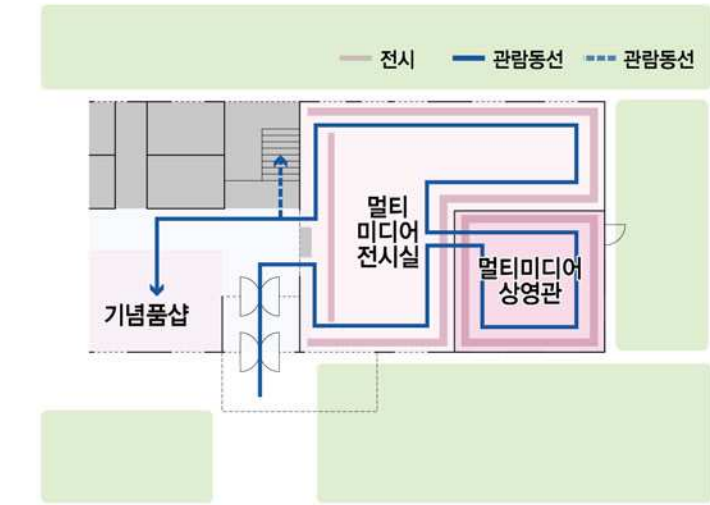 전시 관람동선 관람동선
멀티
미디어
전시실
멀티미디어
상영관
기념품샵